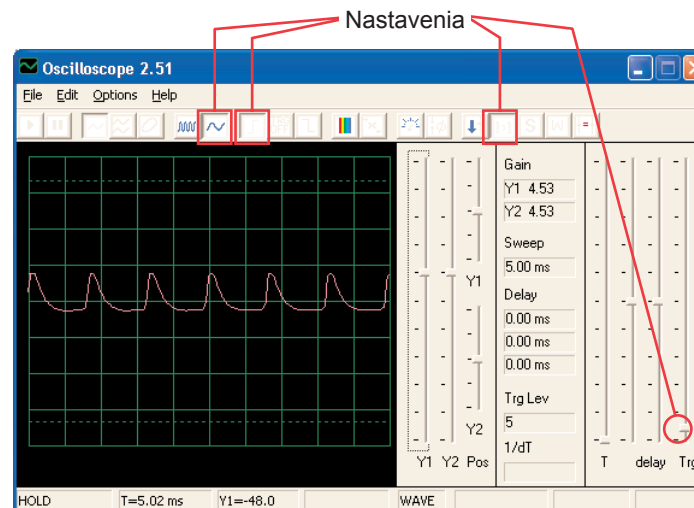 Nastavenia
Oscilloscope 2.51
File Edit Options Help
Gain
Y1 4.53
Y2 4.53
Sweep
5.00 ms
Delay
0.00 ms
0.00 ms
0.00 ms
Trg Lev
5
1/dT
Y1
Y2
Y1 Y2 Pos
T delay Trg
HOLD T=5.02 ms Y1=-48.0 WAVE